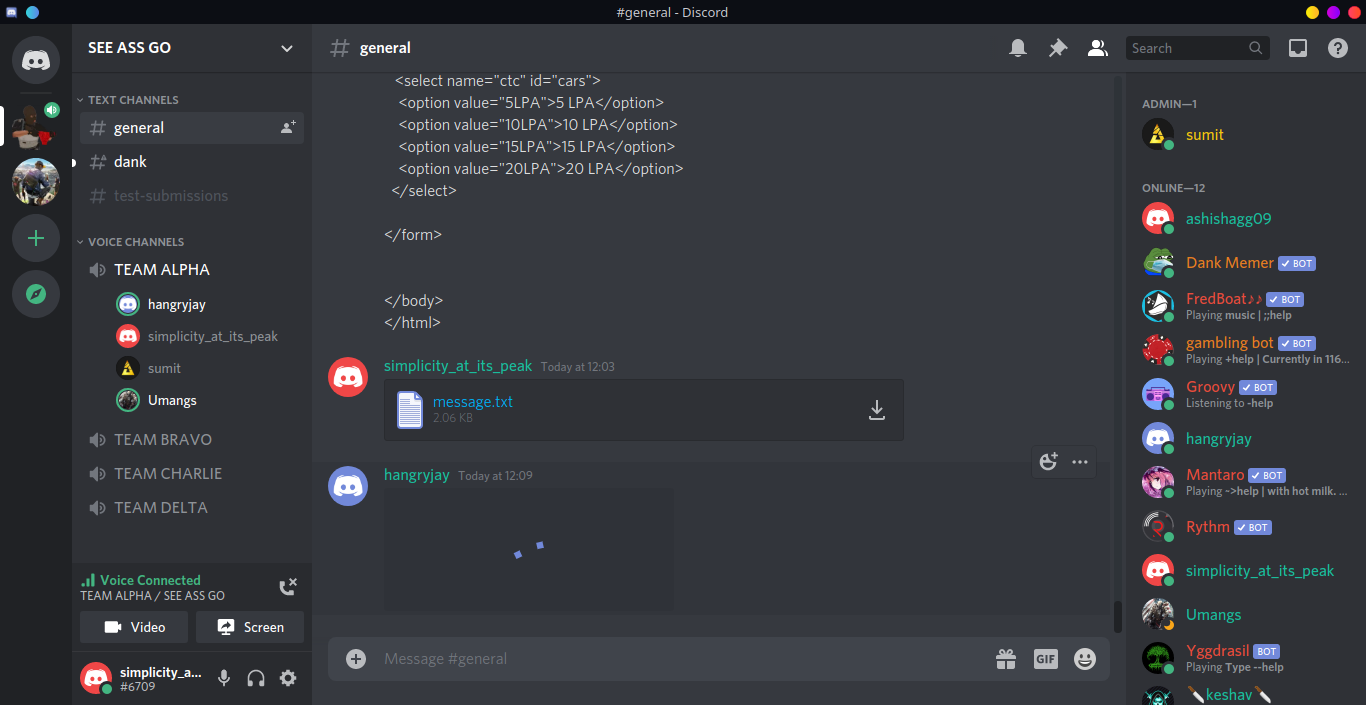 #general - Discord
SEE ASS GO
general
Search
TEXT CHANNELS
general
dank
test-submissions
VOICE CHANNELS
TEAM ALPHA
hangryjay
simplicity_at_its_peak
sumit
Umangs
TEAM BRAVO
TEAM CHARLIE
TEAM DELTA
Voice Connected
TEAM ALPHA / SEE ASS GO
Video
Screen
simplicity_a...
#6709
<select name="ctc" id="cars">
<option value="5LPA">5 LPA</option>
<option value="10LPA">10 LPA</option>
<option value="15LPA">15 LPA</option>
<option value="20LPA">20 LPA</option>
</select>
</form>
</body>
</html>
simplicity_at_its_peak Today at 12:03
message.txt
2.06 KB
hangryjay Today at 12:09
Message #general
GIF
ADMIN—1
sumit
ONLINE—12
ashishagg09
Dank Memer ✓ BOT
FredBoat♪♪ ✓ BOT
Playing music | ;;help
gambling bot ✓ BOT
Playing +help | Currently in 116...
Groovy ✓ BOT
Listening to -help
hangryjay
Mantaro ✓ BOT
Playing ->help | with hot milk. ...
Rythm ✓ BOT
simplicity_at_its_peak
Umangs
Yggdrasil BOT
Playing Type --help
🔪keshav🔪